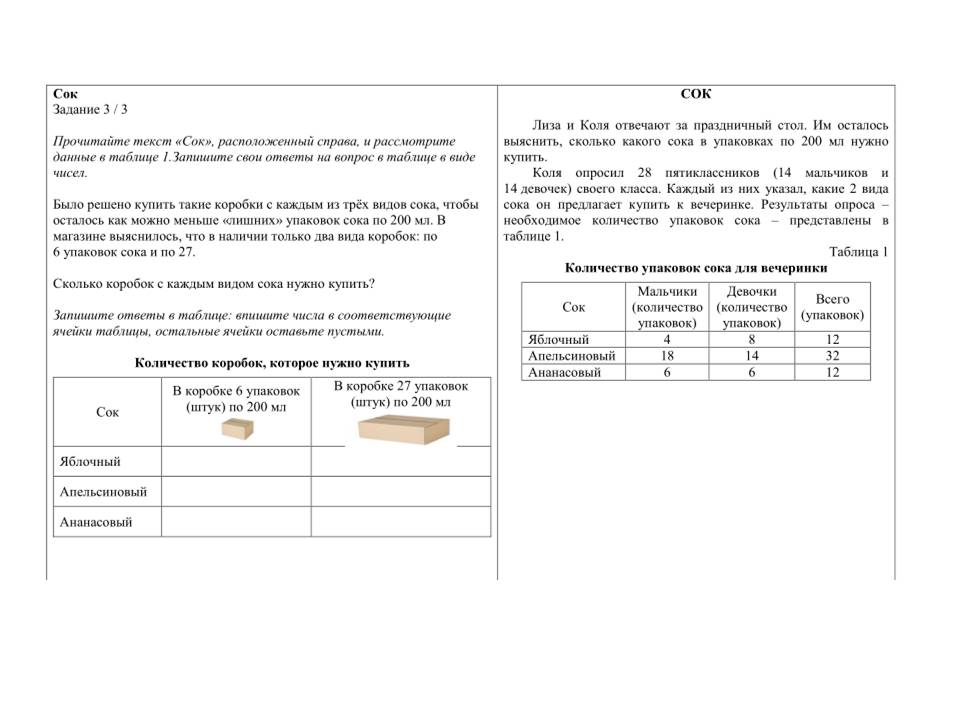 Сок
Задание 3 / 3
Прочитайте текст «Сок», расположенный справа, и рассмотрите
данные в таблице 1.Запишите свои ответы на вопрос в таблице в виде
чисел.
Было решено купить такие коробки с каждым из трёх видов сока, чтобы
осталось как можно меньше «лишних» упаковок сока по 200 мл. В
магазине выяснилось, что в наличии только два вида коробок: по
6 упаковок сока и по 27.
Сколько коробок с каждым видом сока нужно купить?
Запишите ответы в таблице: впишите числа в соответствующие
ячейки таблицы, остальные ячейки оставьте пустыми.
Количество коробок, которое нужно купить
Сок
В коробке 6 упаковок
(штук) по 200 мл
В коробке 27 упаковок
(штук) по 200 мл
Яблочный
Апельсиновый
Ананасовый
СОК
Лиза и Коля отвечают за праздничный стол. Им осталось
выяснить, сколько какого сока в упаковках по 200 мл нужно
купить.
Коля опросил 28 пятиклассников (14 мальчиков и
14 девочек) своего класса. Каждый из них указал, какие 2 вида
сока он предлагает купить к вечеринке. Результаты опроса –
необходимое количество упаковок сока – представлены в
таблице 1.
Таблица 1
Количество упаковок сока для вечеринки
Сок
Мальчики
(количество
упаковок)
Девочки
(количество
упаковок)
Всего
(упаковок)
Яблочный 4 8 12
Апельсиновый 18 14 32
Ананасовый 6 6 12